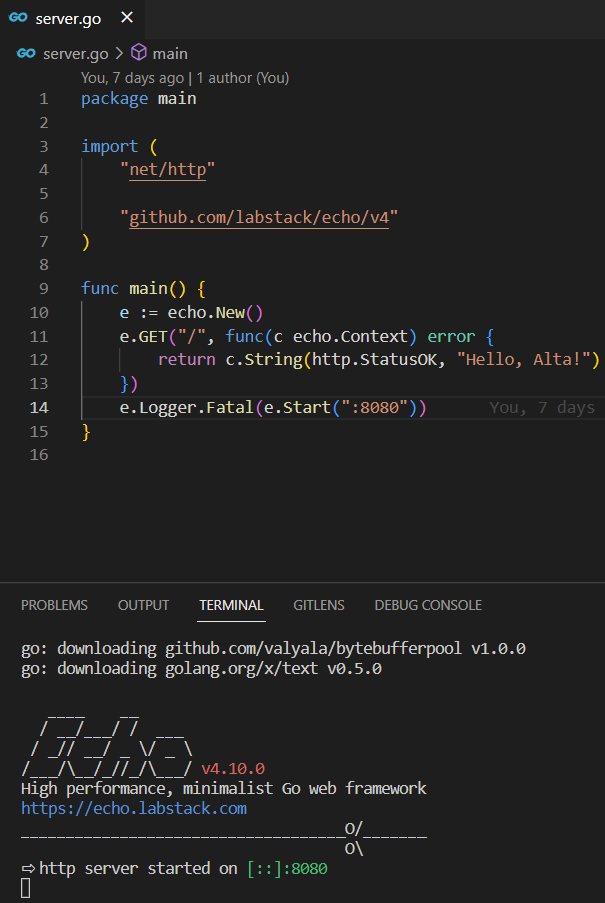 GO server.go ×
GO server.go > main
You, 7 days ago | 1 author (You)
1 package main
2
3 import (
4     "net/http"
5
6     "github.com/labstack/echo/v4"
7 )
8
9 func main() {
10     e := echo.New()
11     e.GET("/", func(c echo.Context) error {
12         return c.String(http.StatusOK, "Hello, Alta!")
13     })
14     e.Logger.Fatal(e.Start(":8080"))      You, 7 days
15 }
16
PROBLEMS OUTPUT TERMINAL GITLENS DEBUG CONSOLE
go: downloading github.com/valyala/bytebufferpool v1.0.0
go: downloading golang.org/x/text v0.5.0
   ____    __
  / __/___/ /  ___
 / _// __/ _ \/ _ \
/___/\__/_//_/\___/ v4.10.0
High performance, minimalist Go web framework
https://echo.labstack.com
____________________________________O/_______
                                    O\
⇨ http server started on [::]:8080